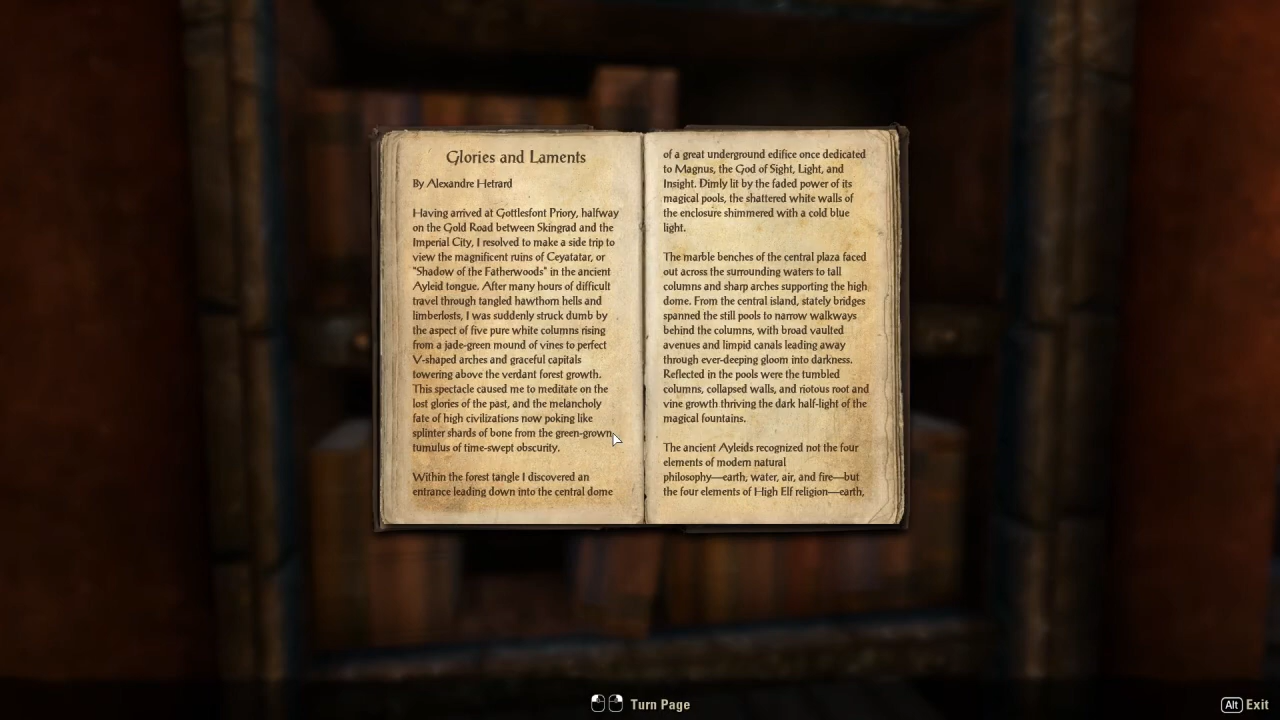 Glories and Laments
By Alexandre Hetrard
Having arrived at Gottlesfont Priory, halfway
on the Gold Road between Skingrad and the
Imperial City, I resolved to make a side trip to
view the magnificent ruins of Ceyatatar, or
"Shadow of the Fatherwoods" in the ancient
Ayleid tongue. After many hours of difficult
travel through tangled hawthorn hells and
limberlosts, I was suddenly struck dumb by
the aspect of five pure white columns rising
from a jade-green mound of vines to perfect
V-shaped arches and graceful capitals
towering above the verdant forest growth.
This spectacle caused me to meditate on the
lost glories of the past, and the melancholy
fate of high civilizations now poking like
splinter shards of bone from the green-grown
tumulus of time-swept obscurity.
Within the forest tangle I discovered an
entrance leading down into the central dome
of a great underground edifice once dedicated
to Magnus, the God of Sight, Light, and
Insight. Dimly lit by the faded power of its
magical pools, the shattered white walls of
the enclosure shimmered with a cold blue
light.
The marble benches of the central plaza faced
out across the surrounding waters to tall
columns and sharp arches supporting the high
dome. From the central island, stately bridges
spanned the still pools to narrow walkways
behind the columns, with broad vaulted
avenues and limpid canals leading away
through ever-deeping gloom into darkness.
Reflected in the pools were the tumbled
columns, collapsed walls, and riotous root and
vine growth thriving the dark half-light of the
magical fountains.
The ancient Ayleids recognized not the four
elements of modern natural
philosophy—earth, water, air, and fire—but
the four elements of High Elf religion—earth,
Turn Page
Alt Exit